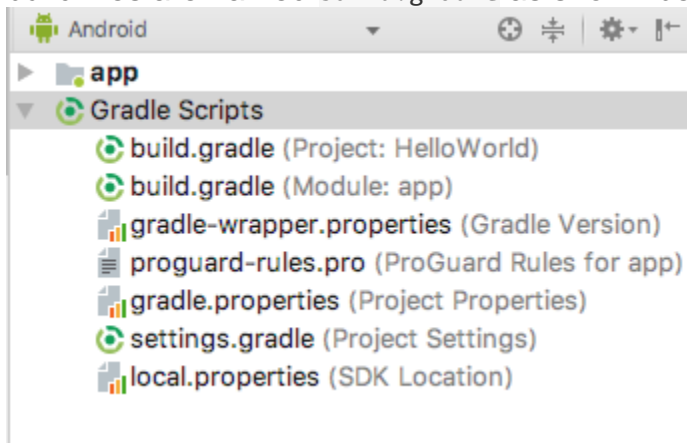 Android
app
Gradle Scripts
build.gradle (Project: HelloWorld)
build.gradle (Module: app)
gradle-wrapper.properties (Gradle Version)
proguard-rules.pro (ProGuard Rules for app)
gradle.properties (Project Properties)
settings.gradle (Project Settings)
local.properties (SDK Location)